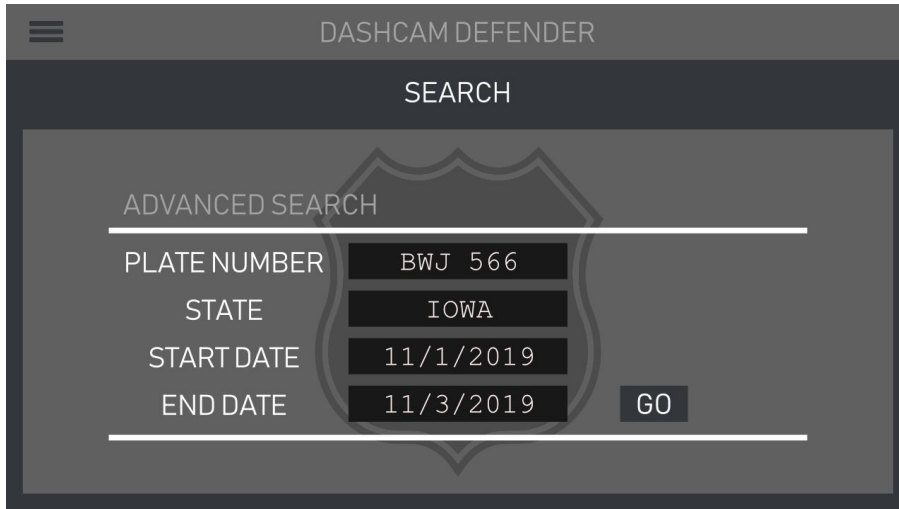 DASHCAM DEFENDER
SEARCH
ADVANCED SEARCH
PLATE NUMBER BWJ 566
STATE IOWA
START DATE 11/1/2019
END DATE 11/3/2019 GO